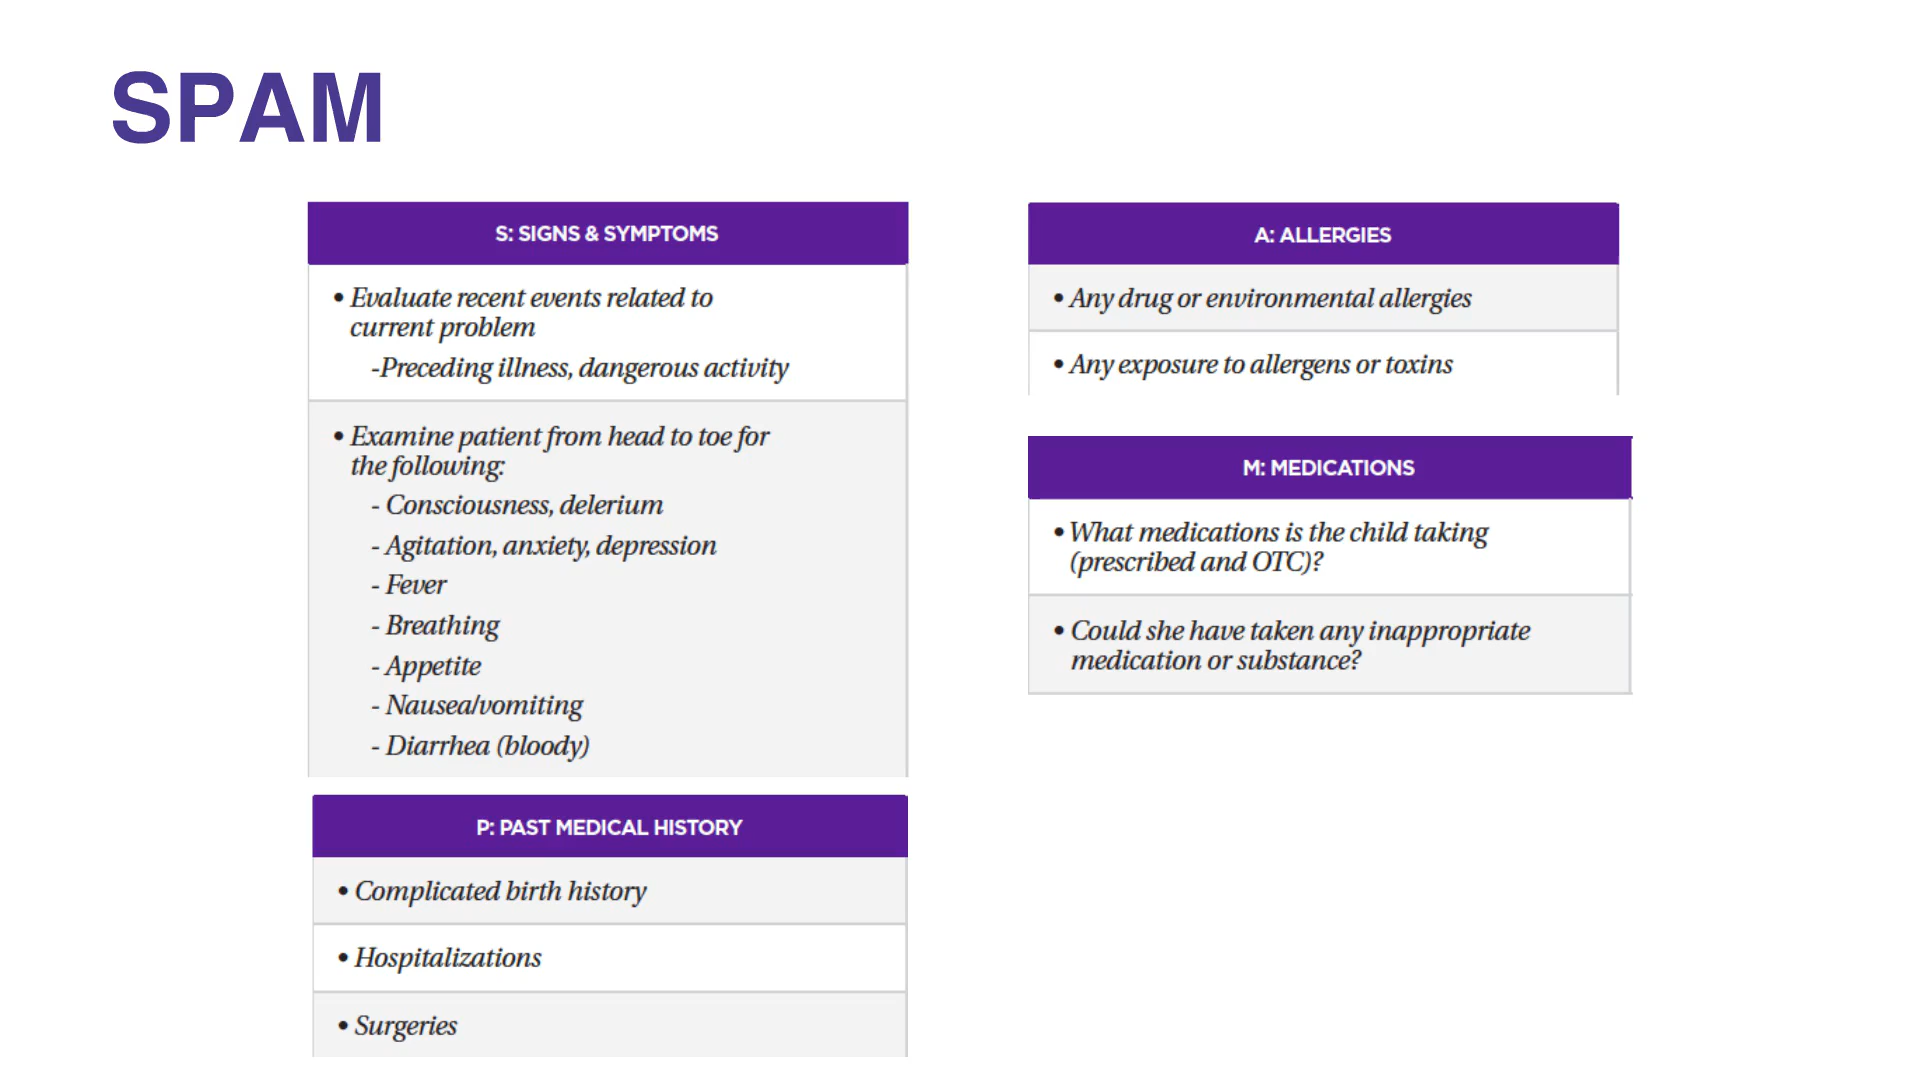 SPAM
S: SIGNS & SYMPTOMS
• Evaluate recent events related to
current problem
-Preceding illness, dangerous activity
• Examine patient from head to toe for
the following:
- Consciousness, delerium
- Agitation, anxiety, depression
- Fever
- Breathing
- Appetite
- Nausea/vomiting
- Diarrhea (bloody)
P: PAST MEDICAL HISTORY
• Complicated birth history
• Hospitalizations
• Surgeries
A: ALLERGIES
• Any drug or environmental allergies
• Any exposure to allergens or toxins
M: MEDICATIONS
• What medications is the child taking
(prescribed and OTC)?
• Could she have taken any inappropriate
medication or substance?